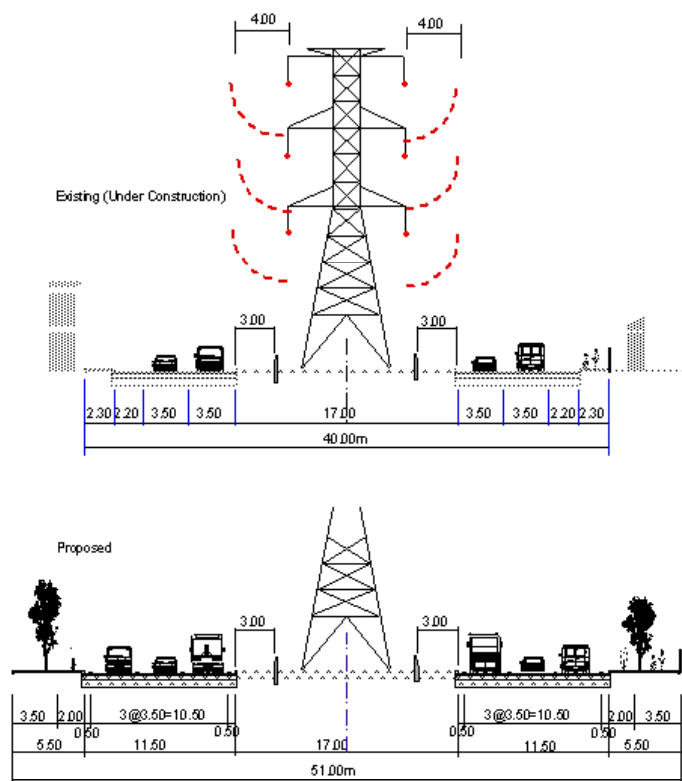 4.00 4.00
Existing (Under Construction)
3.00 3.00
2.30 2.20 3.50 3.50 17.00 3.50 3.50 2.20 2.30
40.00m
Proposed
3.00 3.00
3.50 2.00 0.50 3@3.50=10.50 0.50 0.50 3@3.50=10.50 0.50 2.00 3.50
5.50 11.50 17.00 11.50 5.50
51.00m